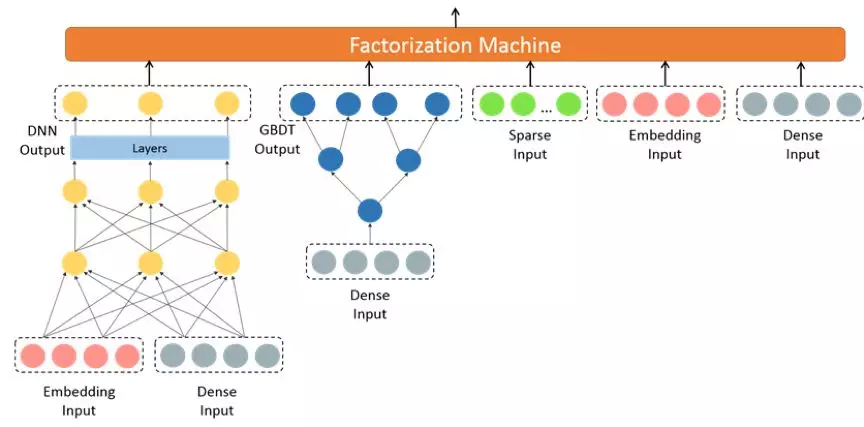 Factorization Machine
DNN
Output
Layers
GBDT
Output
...
Sparse
Input
Embedding
Input
Dense
Input
Dense
Input
Embedding
Input
Dense
Input